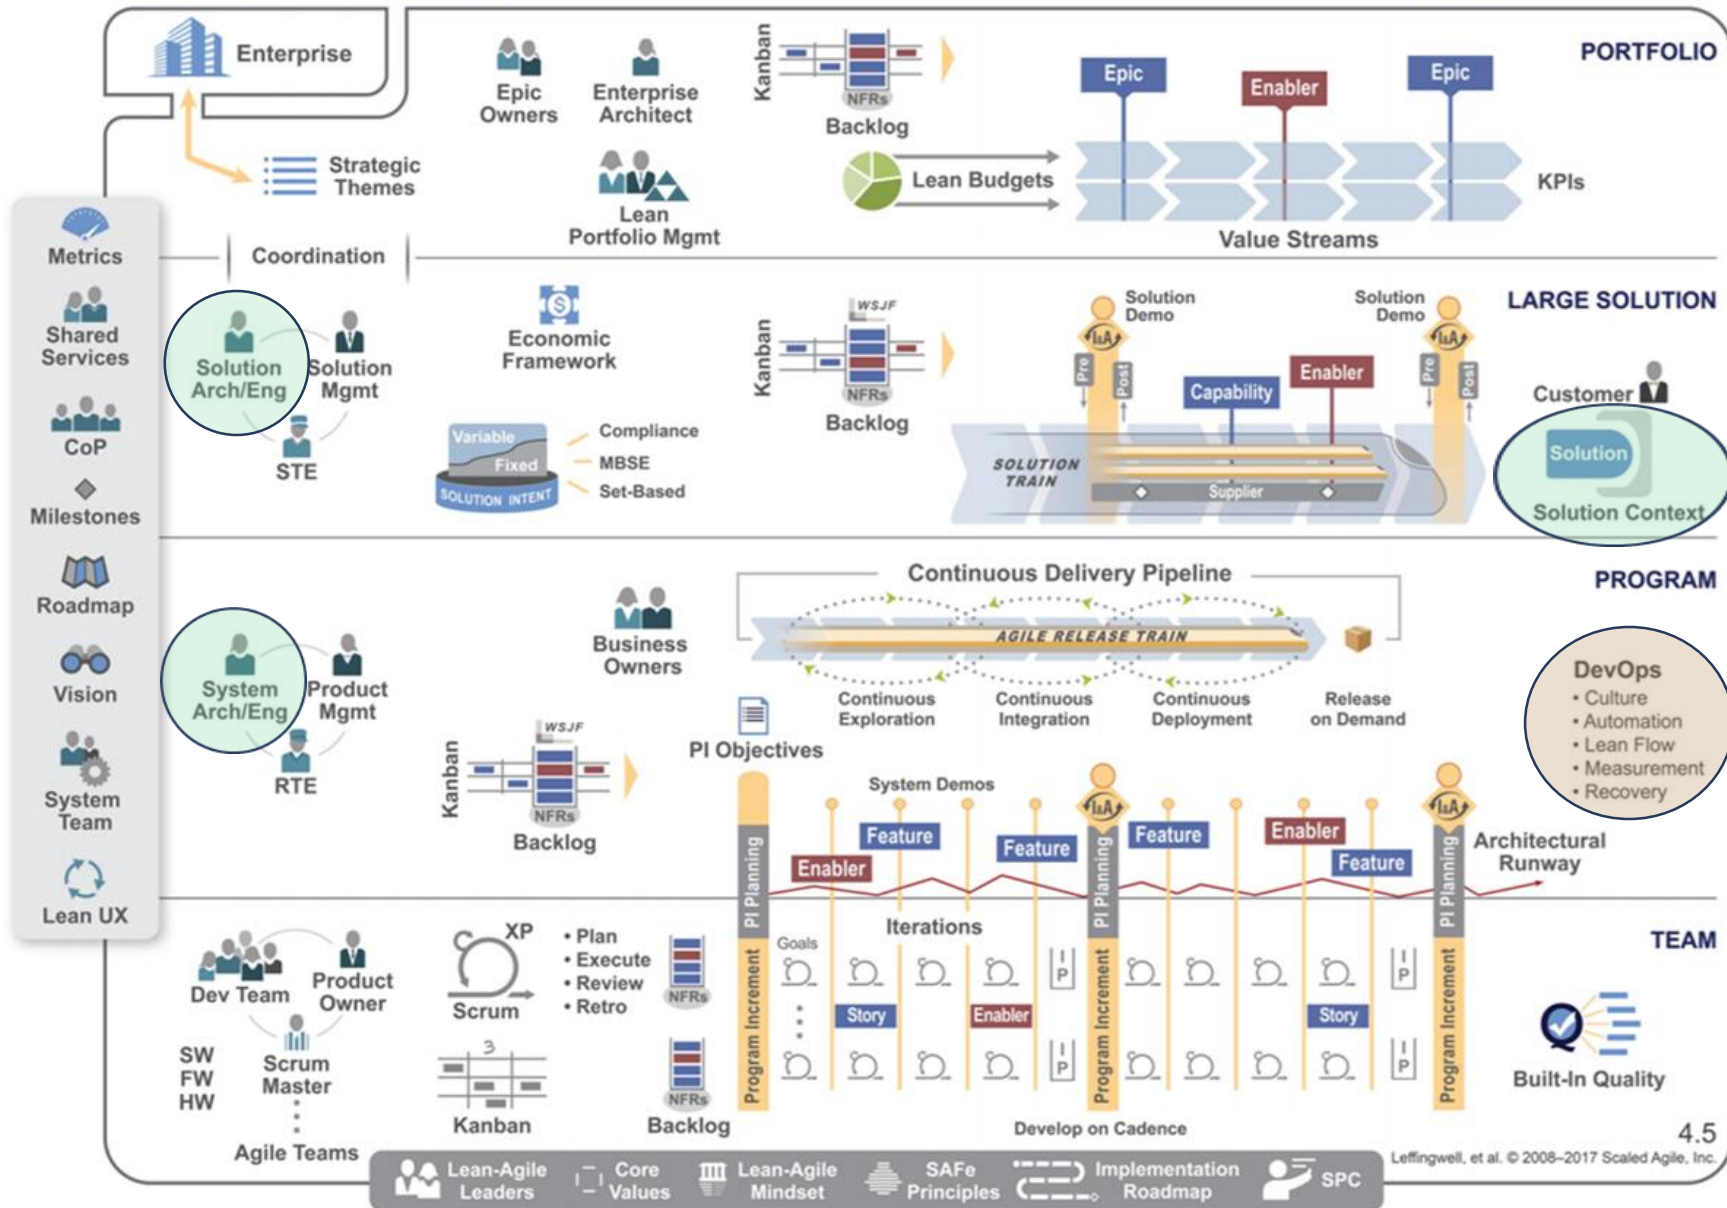 Enterprise
Strategic
Themes
Epic
Owners
Enterprise
Architect
Lean
Portfolio Mgmt
Kanban
NFRs
Backlog
Lean Budgets
Epic
Enabler
Epic
PORTFOLIO
KPIs
Value Streams
Metrics
Shared
Services
CoP
Milestones
Roadmap
Vision
System
Team
Lean UX
Coordination
Solution
Arch/Eng
Solution
Mgmt
STE
Economic
Framework
Variable
Fixed
SOLUTION INTENT
Compliance
MBSE
Set-Based
Kanban
WSJF
NFRs
Backlog
Solution
Demo
Solution
Demo
LARGE SOLUTION
I&A
I&A
Pre
Post
Pre
Post
Capability
Enabler
Customer
SOLUTION
TRAIN
Supplier
Solution
Solution Context
PROGRAM
Continuous Delivery Pipeline
Business
Owners
AGILE RELEASE TRAIN
Continuous
Exploration
Continuous
Integration
Continuous
Deployment
Release
on Demand
DevOps
• Culture
• Automation
• Lean Flow
• Measurement
• Recovery
System
Arch/Eng
Product
Mgmt
RTE
Kanban
WSJF
NFRs
Backlog
PI Objectives
System Demos
I&A
I&A
PI Planning
Enabler
Feature
Feature
PI Planning
Feature
Enabler
Feature
PI Planning
Architectural
Runway
TEAM
Dev Team
Product
Owner
Scrum
Master
SW
FW
HW
Agile Teams
XP
Scrum
• Plan
• Execute
• Review
• Retro
NFRs
3
Kanban
NFRs
Backlog
Program Increment
Goals
Iterations
I
P
Story
Enabler
I
P
Program Increment
I
P
Story
I
P
Program Increment
Develop on Cadence
Q
Built-In Quality
4.5
Leffingwell, et al. © 2008–2017 Scaled Agile, Inc.
Lean-Agile
Leaders
Core
Values
Lean-Agile
Mindset
SAFe
Principles
Implementation
Roadmap
SPC